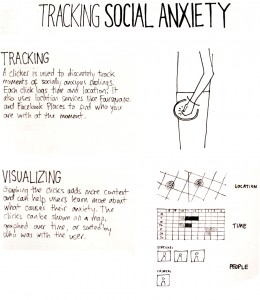 TRACKING SOCIAL ANXIETY
TRACKING
A clicker is used to discretely track
moments of socially anxious feelings.
Each click logs time and location. It
also uses location services like Foursquare
and Facebook Places to find who you
are with at the moment.
VISUALIZING
Graphing the clicks adds more context
and can help users learn more about
what causes their anxiety. The clicks
can be shown on a map,
graphed over time, or sorted by
who was with the user.
LOCATION
TIME
PEOPLE